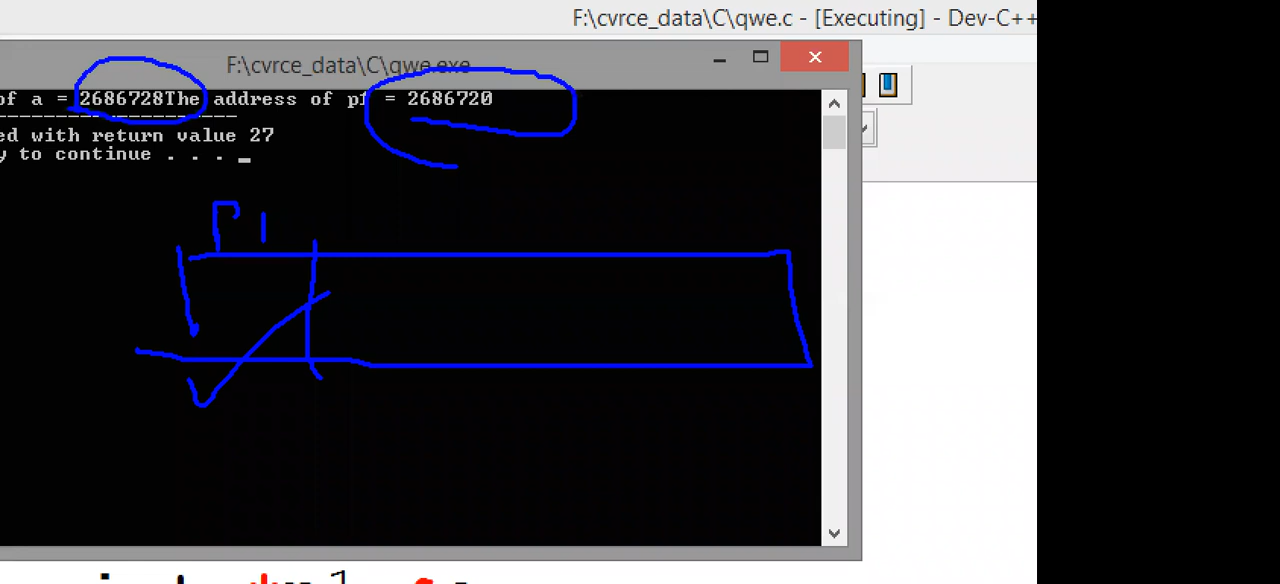 F:\cvrce_data\C\qwe.c - [Executing] - Dev-C++
F:\cvrce_data\C\qwe.exe
of a = 2686728The address of p1 = 2686720
--------------------
ed with return value 27
y to continue . . . _
P1